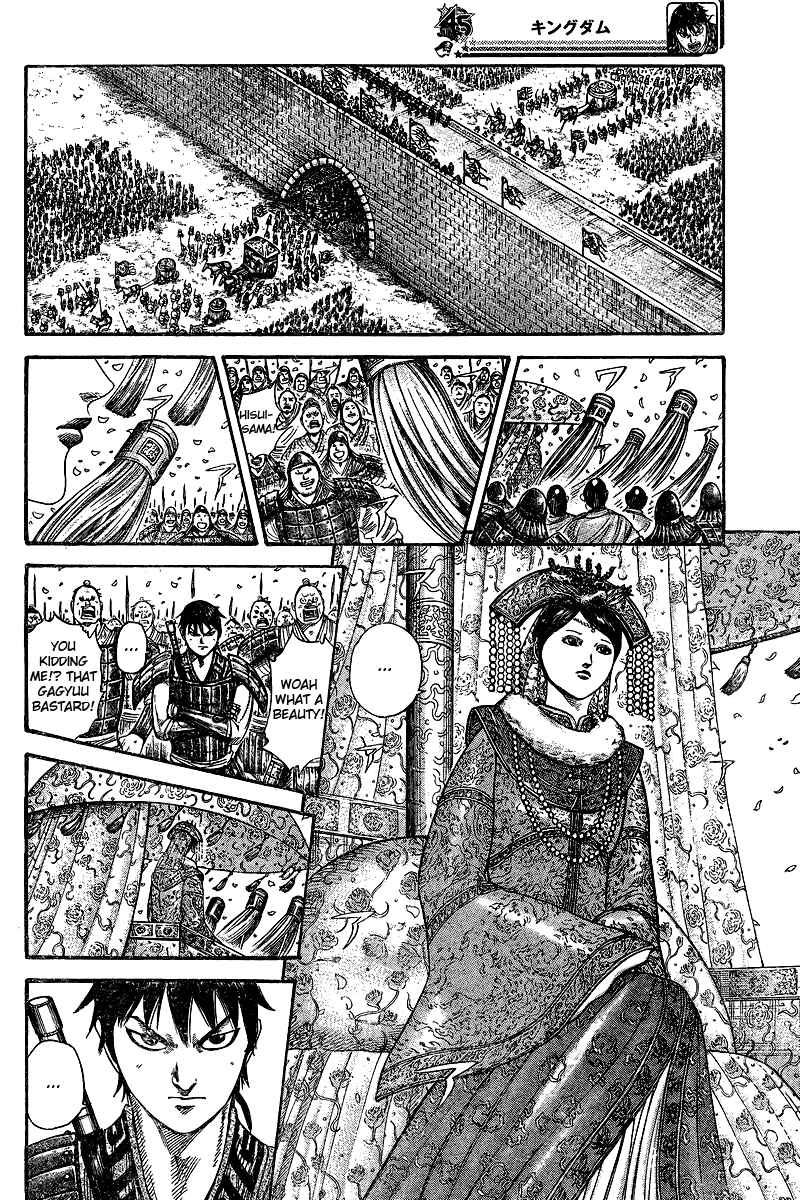 45
キングダム
HISUI-
SAMA!
...
WOAH
WHAT A
BEAUTY!
...
YOU
KIDDING
ME!? THAT
GAGYUU
BASTARD!
...